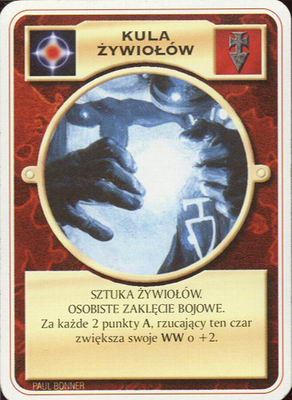 KULA
ŻYWIOŁÓW
SZTUKA ŻYWIOŁÓW.
OSOBISTE ZAKLĘCIE BOJOWE.
Za każde 2 punkty A, rzucający ten czar
zwiększa swoje WW o +2.
PAUL BONNER